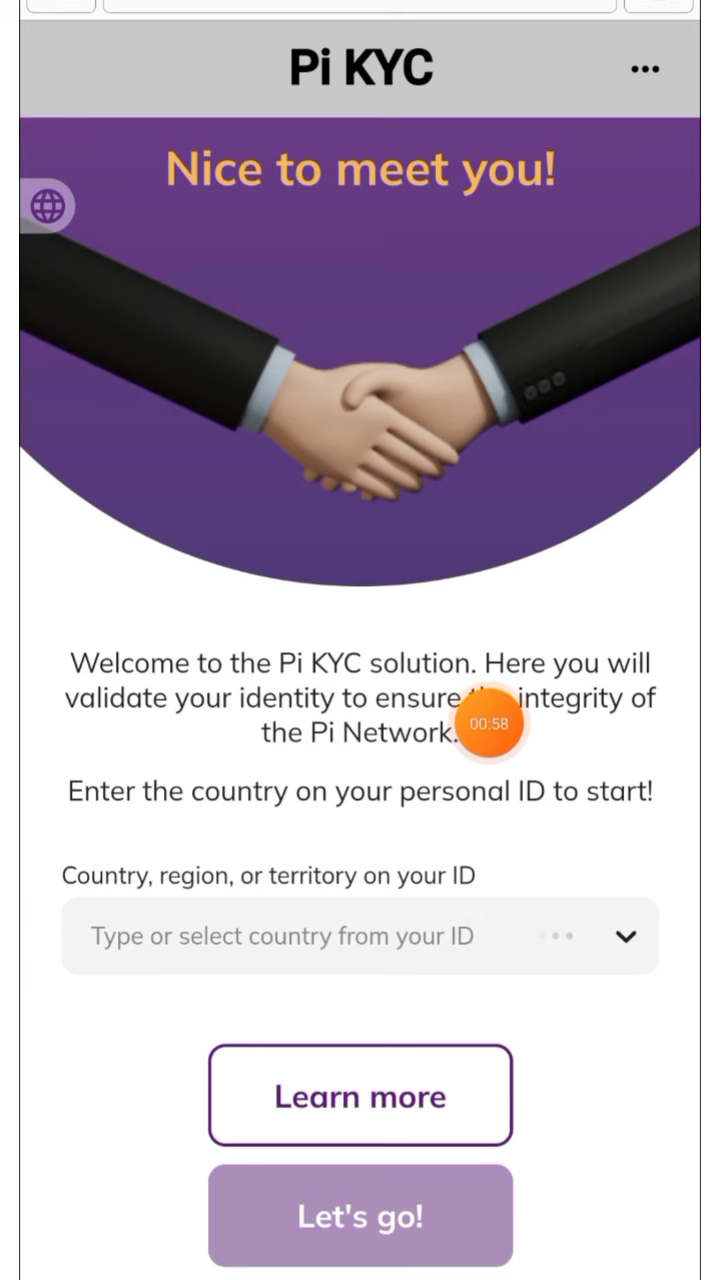 Pi KYC
Nice to meet you!
Welcome to the Pi KYC solution. Here you will
validate your identity to ensure integrity of
the Pi Network.
00:58
Enter the country on your personal ID to start!
Country, region, or territory on your ID
Type or select country from your ID
Learn more
Let's go!